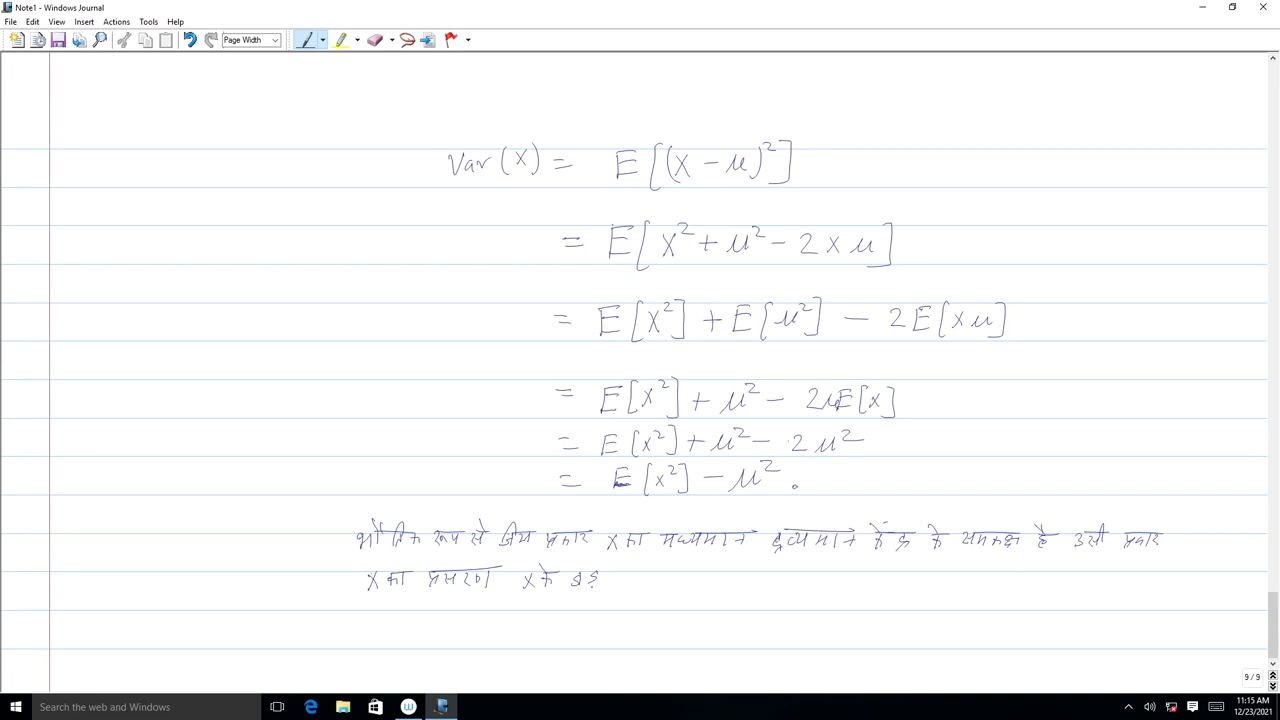 Note1 - Windows Journal
File Edit View Insert Actions Tools Help
Page Width
Var(X) = E[(X - μ)²]
= E[X² + μ² - 2Xμ]
= E[X²] + E[μ²] - 2E[Xμ]
= E[X²] + μ² - 2μE[X]
= E[X²] + μ² - 2μ²
= E[X²] - μ².
भौतिक रूप से जिस प्रकार X का मध्यमान द्रव्यमान केंद्र के समकक्ष है उसी प्रकार
X का प्रसरण X के
9 / 9
Search the web and Windows
11:15 AM
12/23/2021